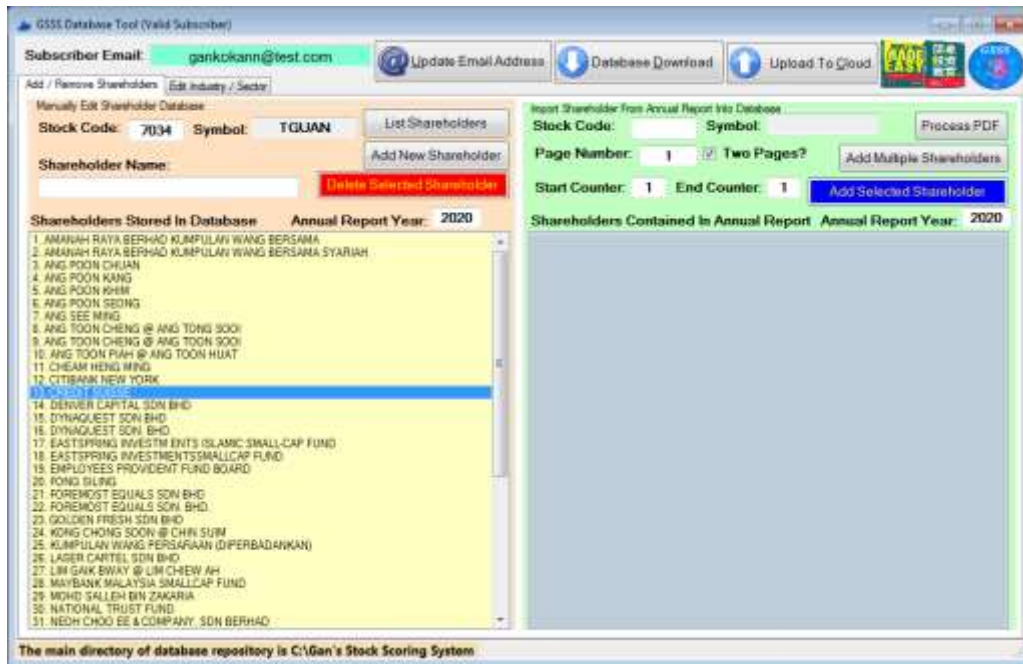 GSSS Database Tool (Valid Subscriber)
Subscriber Email: gankokann@test.com
Update Email Address
Database Download
Upload To Cloud
Add / Remove Shareholders Edit Industry / Sector
Manually Edit Shareholder Database
Stock Code: 7034 Symbol: TGUAN
List Shareholders
Shareholder Name:
Add New Shareholder
Delete Selected Shareholder
Shareholders Stored In Database Annual Report Year: 2020
1. AMANAH RAYA BERHAD KUMPULAN WANG BERSAMA
2. AMANAH RAYA BERHAD KUMPULAN WANG BERSAMA SYARIAH
3. ANG POON CHUAN
4. ANG POON KANG
5. ANG POON KHIM
6. ANG POON SEONG
7. ANG SEE MING
8. ANG TOON CHENG @ ANG TONG SOOI
9. ANG TOON CHENG @ ANG TOON SOOI
10. ANG TOON PIAH @ ANG TOON HUAT
11. CHEAM HENG MING
12. CITIBANK NEW YORK
13. CREDIT SUISSE
14. DENVER CAPITAL SDN BHD
15. DYNAQUEST SDN BHD
16. DYNAQUEST SDN. BHD
17. EASTSPRING INVESTM ENTS ISLAMIC SMALL-CAP FUND
18. EASTSPRING INVESTMENTSSMALLCAP FUND
19. EMPLOYEES PROVIDENT FUND BOARD
20. FONG SILING
21. FOREMOST EQUALS SDN BHD
22. FOREMOST EQUALS SDN. BHD.
23. GOLDEN FRESH SDN BHD
24. KONG CHONG SOON @ CHIN SUIM
25. KUMPULAN WANG PERSARAAN (DIPERBADANKAN)
26. LASER CARTEL SDN BHD
27. LIM GAIK BWAY @ LIM CHIEW AH
28. MAYBANK MALAYSIA SMALLCAP FUND
29. MOHD SALLEH BIN ZAKARIA
30. NATIONAL TRUST FUND
31. NEOH CHOO EE & COMPANY, SDN BERHAD
Import Shareholder From Annual Report Into Database
Stock Code: Symbol:
Process PDF
Page Number: 1 Two Pages?
Add Multiple Shareholders
Start Counter: 1 End Counter: 1
Add Selected Shareholder
Shareholders Contained In Annual Report Annual Report Year: 2020
The main directory of database repository is C:\Gan's Stock Scoring System